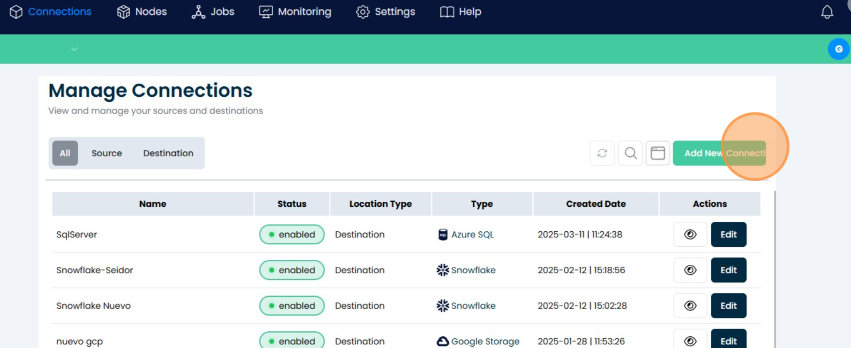 Connections Nodes Jobs Monitoring Settings Help
G
Manage Connections
View and manage your sources and destinations
All Source Destination Add New Connecti
Name Status Location Type Type Created Date Actions
SqlServer enabled Destination Azure SQL 2025-03-11 | 11:24:38 Edit
Snowflake-Seidor enabled Destination Snowflake 2025-02-12 | 15:18:56 Edit
Snowflake Nuevo enabled Destination Snowflake 2025-02-12 | 15:02:28 Edit
nuevo gcp enabled Destination Google Storage 2025-01-28 | 11:53:26 Edit